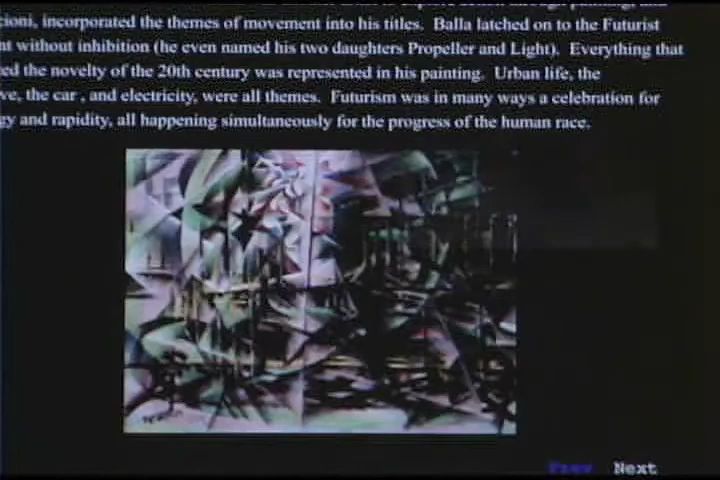 cioni, incorporated the themes of movement into his titles. Balla latched on to the Futurist
nt without inhibition (he even named his two daughters Propeller and Light). Everything that
ed the novelty of the 20th century was represented in his painting. Urban life, the
ve, the car , and electricity, were all themes. Futurism was in many ways a celebration for
gy and rapidity, all happening simultaneously for the progress of the human race.
Prev Next